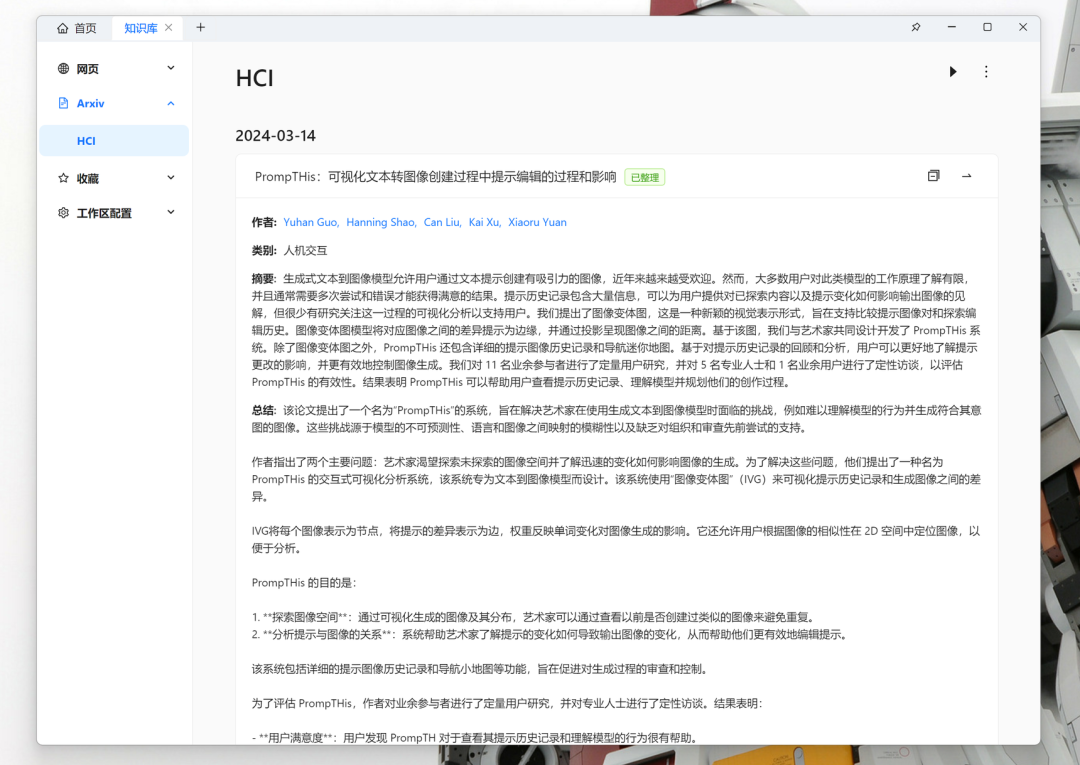 首页
知识库
网页
Arxiv
HCI
收藏
工作区配置
HCI
2024-03-14
PrompTHis：可视化文本转图像创建过程中提示编辑的过程和影响 已整理
作者: Yuhan Guo, Hanning Shao, Can Liu, Kai Xu, Xiaoru Yuan
类别: 人机交互
摘要: 生成式文本到图像模型允许用户通过文本提示创建有吸引力的图像，近年来越来越受欢迎。然而，大多数用户对此类模型的工作原理了解有限，
并且通常需要多次尝试和错误才能获得满意的结果。提示历史记录包含大量信息，可以为用户提供对已探索内容以及提示变化如何影响输出图像的见
解，但很少有研究关注这一过程的可视化分析以支持用户。我们提出了图像变体图，这是一种新颖的视觉表示形式，旨在支持比较提示图像对和探索编
辑历史。图像变体图模型将对应图像之间的差异提示为边缘，并通过投影呈现图像之间的距离。基于该图，我们与艺术家共同设计开发了 PrompTHis 系
统。除了图像变体图之外，PrompTHis 还包含详细的提示图像历史记录和导航迷你地图。基于对提示历史记录的回顾和分析，用户可以更好地了解提示
更改的影响，并更有效地控制图像生成。我们对 11 名业余参与者进行了定量用户研究，并对 5 名专业人士和 1 名业余用户进行了定性访谈，以评估
PrompTHis 的有效性。结果表明 PrompTHis 可以帮助用户查看提示历史记录、理解模型并规划他们的创作过程。
总结: 该论文提出了一个名为"PrompTHis"的系统，旨在解决艺术家在使用生成文本到图像模型时面临的挑战，例如难以理解模型的行为并生成符合其意
图的图像。这些挑战源于模型的不可预测性、语言和图像之间映射的模糊性以及缺乏对组织和审查先前尝试的支持。
作者指出了两个主要问题：艺术家渴望探索未探索的图像空间并了解迅速的变化如何影响图像的生成。为了解决这些问题，他们提出了一种名为
PrompTHis 的交互式可视化分析系统，该系统专为文本到图像模型而设计。该系统使用"图像变体图"（IVG）来可视化提示历史记录和生成图像之间的差
异。
IVG将每个图像表示为节点，将提示的差异表示为边，权重反映单词变化对图像生成的影响。它还允许用户根据图像的相似性在 2D 空间中定位图像，以
便于分析。
PrompTHis 的目的是：
1. **探索图像空间**：通过可视化生成的图像及其分布，艺术家可以通过查看以前是否创建过类似的图像来避免重复。
2. **分析提示与图像的关系**：系统帮助艺术家了解提示的变化如何导致输出图像的变化，从而帮助他们更有效地编辑提示。
该系统包括详细的提示图像历史记录和导航小地图等功能，旨在促进对生成过程的审查和控制。
为了评估 PrompTHis，作者对业余参与者进行了定量用户研究，并对专业人士进行了定性访谈。结果表明：
- **用户满意度**：用户发现 PrompTH 对于查看其提示历史记录和理解模型的行为很有帮助。